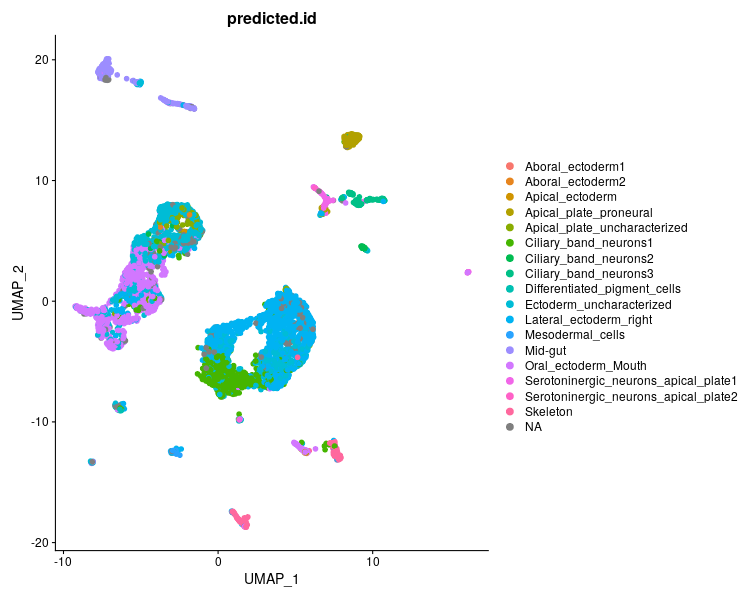 predicted.id
20
10
0
-10
-20
UMAP_2
-10
0
10
UMAP_1
Aboral_ectoderm1
Aboral_ectoderm2
Apical_ectoderm
Apical_plate_proneural
Apical_plate_uncharacterized
Ciliary_band_neurons1
Ciliary_band_neurons2
Ciliary_band_neurons3
Differentiated_pigment_cells
Ectoderm_uncharacterized
Lateral_ectoderm_right
Mesodermal_cells
Mid-gut
Oral_ectoderm_Mouth
Serotoninergic_neurons_apical_plate1
Serotoninergic_neurons_apical_plate2
Skeleton
NA